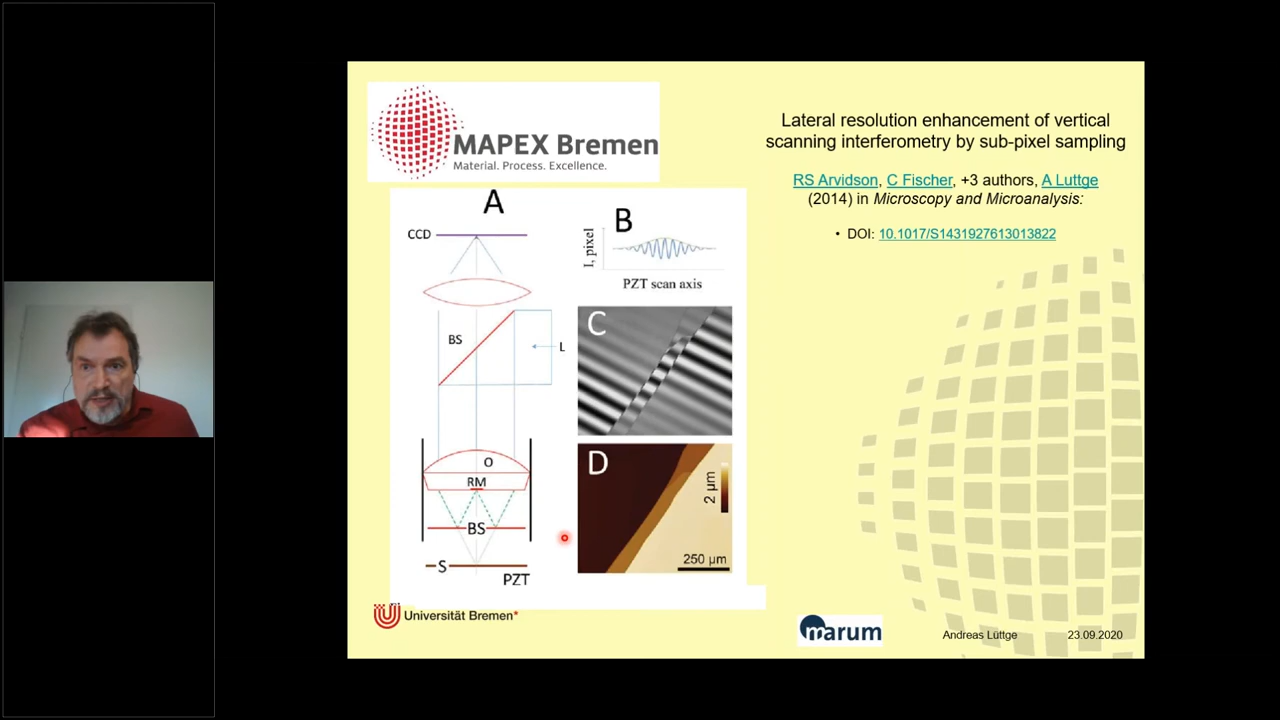 MAPEX Bremen
Material. Process. Excellence.
Lateral resolution enhancement of vertical
scanning interferometry by sub-pixel sampling
RS Arvidson, C Fischer, +3 authors, A Luttge
(2014) in Microscopy and Microanalysis:
• DOI: 10.1017/S1431927613013822
A
CCD
BS
L
O
RM
BS
S
PZT
B
I, pixel
PZT scan axis
C
D
2 µm
250 µm
Universität Bremen*
marum
Andreas Lüttge
23.09.2020